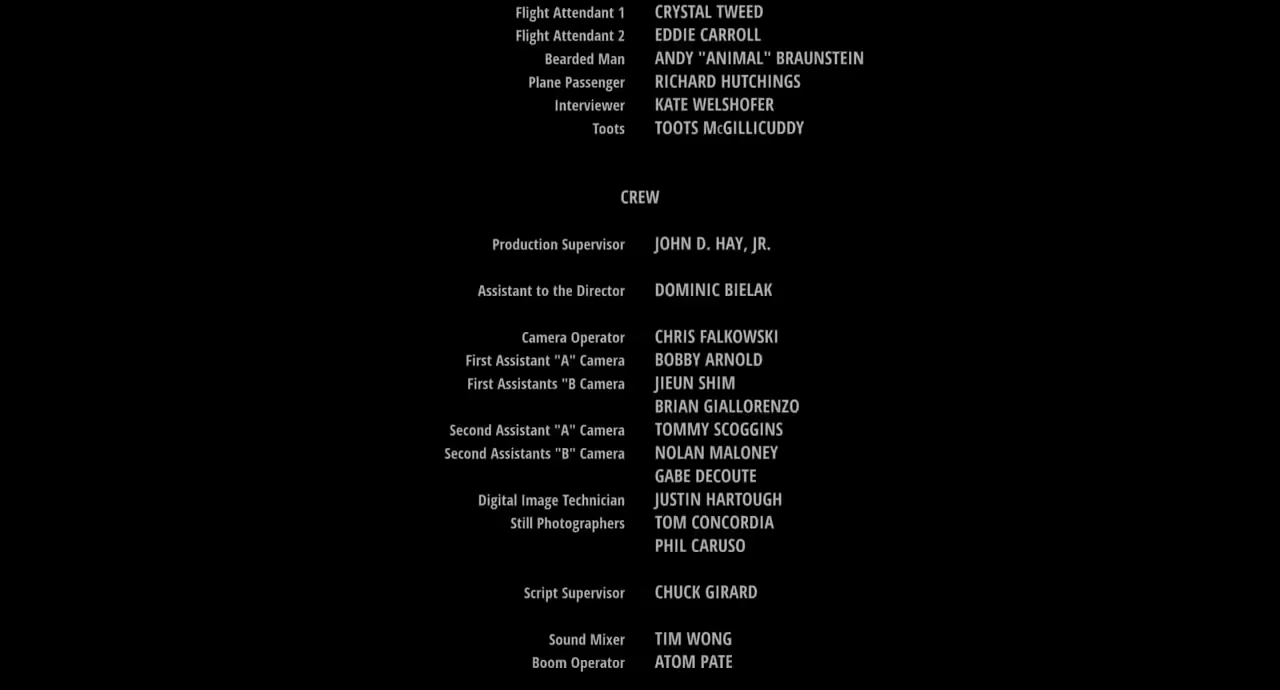 Flight Attendant 1 CRYSTAL TWEED
Flight Attendant 2 EDDIE CARROLL
Bearded Man ANDY "ANIMAL" BRAUNSTEIN
Plane Passenger RICHARD HUTCHINGS
Interviewer KATE WELSHOFER
Toots TOOTS McGILLICUDDY
CREW
Production Supervisor JOHN D. HAY, JR.
Assistant to the Director DOMINIC BIELAK
Camera Operator CHRIS FALKOWSKI
First Assistant "A" Camera BOBBY ARNOLD
First Assistants "B Camera JIEUN SHIM
BRIAN GIALLORENZO
Second Assistant "A" Camera TOMMY SCOGGINS
Second Assistants "B" Camera NOLAN MALONEY
GABE DECOUTE
Digital Image Technician JUSTIN HARTOUGH
Still Photographers TOM CONCORDIA
PHIL CARUSO
Script Supervisor CHUCK GIRARD
Sound Mixer TIM WONG
Boom Operator ATOM PATE